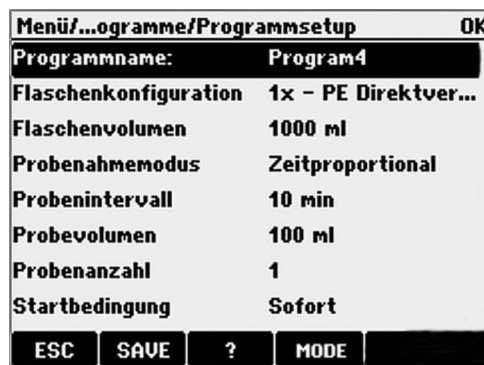 Menü/...ogramme/Programmsetup OK
Programmname: Program4
Flaschenkonfiguration 1x - PE Direktver...
Flaschenvolumen 1000 ml
Probenahmemodus Zeitproportional
Probenintervall 10 min
Probevolumen 100 ml
Probenanzahl 1
Startbedingung Sofort
ESC SAVE ? MODE